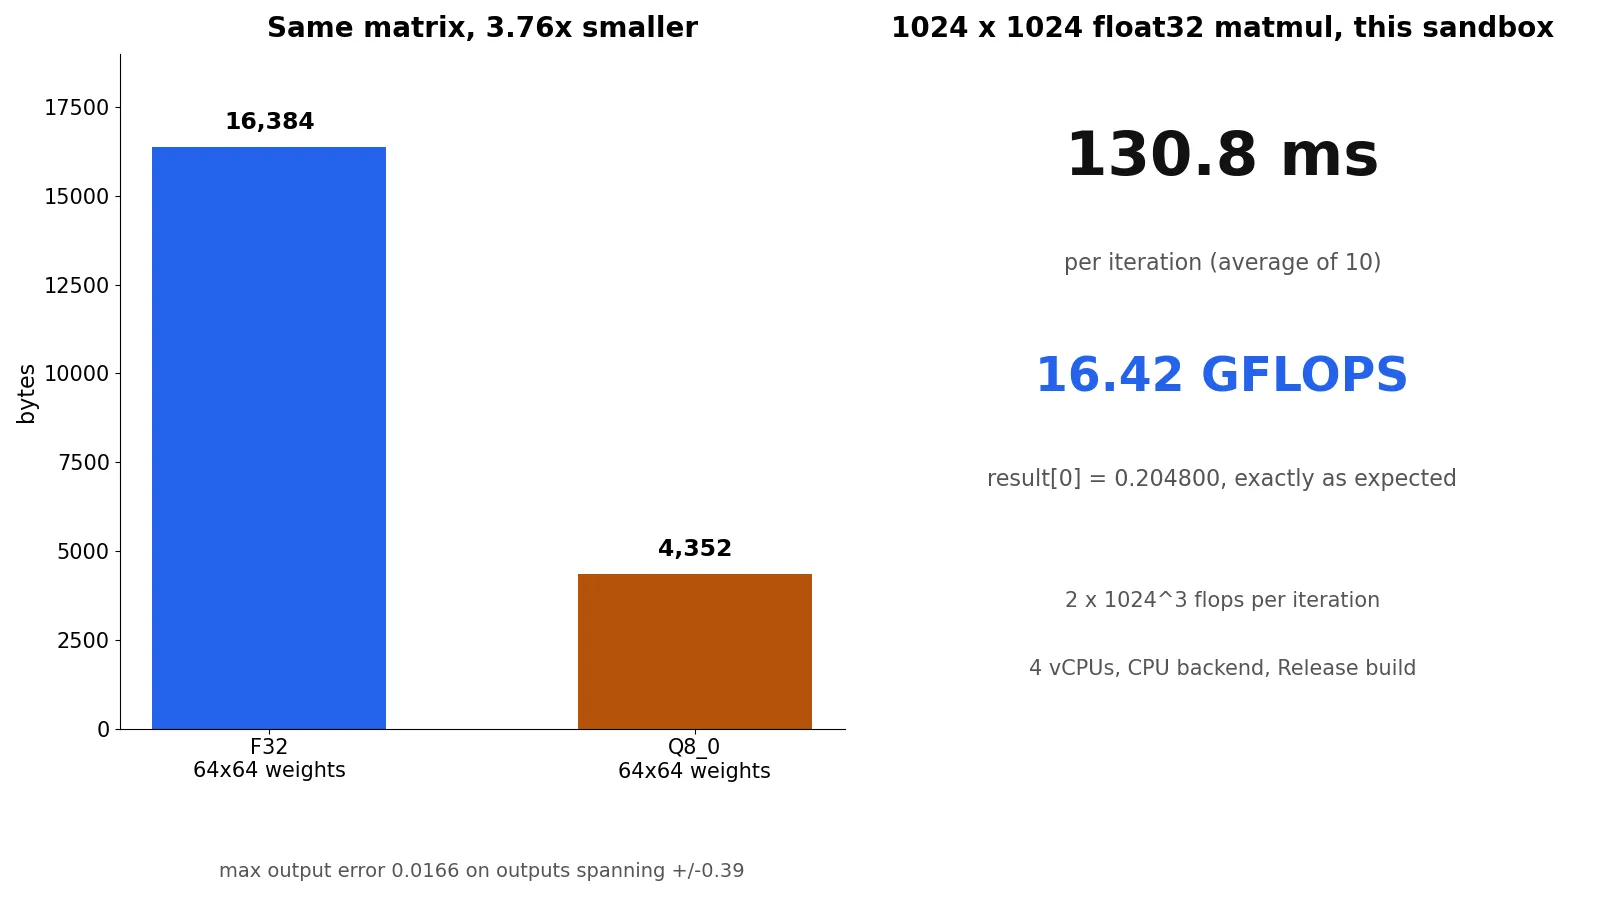 Same matrix, 3.76x smaller
17500
15000
12500
10000
7500
5000
2500
0
bytes
16,384
4,352
F32
64x64 weights
Q8_0
64x64 weights
max output error 0.0166 on outputs spanning +/-0.39
1024 x 1024 float32 matmul, this sandbox
130.8 ms
per iteration (average of 10)
16.42 GFLOPS
result[0] = 0.204800, exactly as expected
2 x 1024^3 flops per iteration
4 vCPUs, CPU backend, Release build